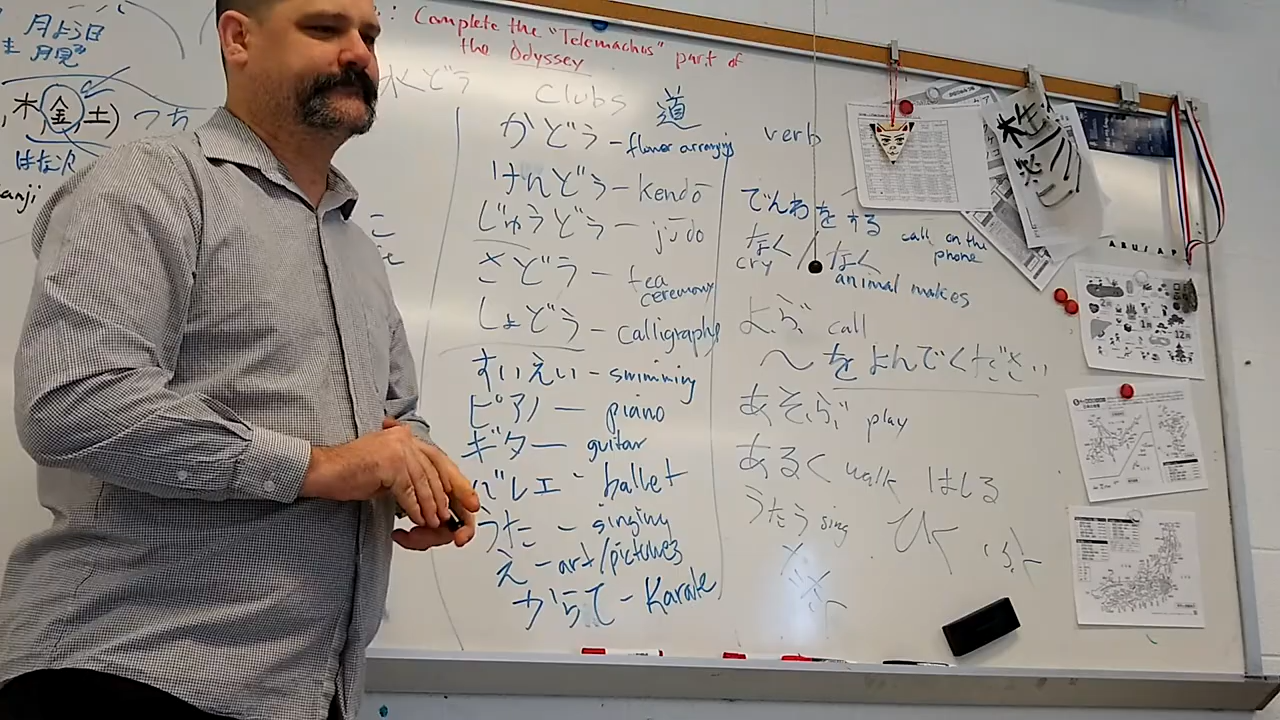 月よう日
月見
Complete the "Telemachus" part of
the Odyssey
水どう
木,金,土) つち
はな火
anji
clubs 道
かどう - flower arranging
けんどう - kendō
じゅうどう - jūdo
さどう - tea
ceremony
しょどう - calligraphy
すいえい - swimming
ピアノ - piano
ギター guitar
バレエ - ballet
うた - singing
え - art/pictures
からて - Karate
verb
でんわをする call on the
phone
なく / なく
cry animal makes
よぶ call
～をよんでください
あそぶ play
あるく walk はしる
うたう sing ひく